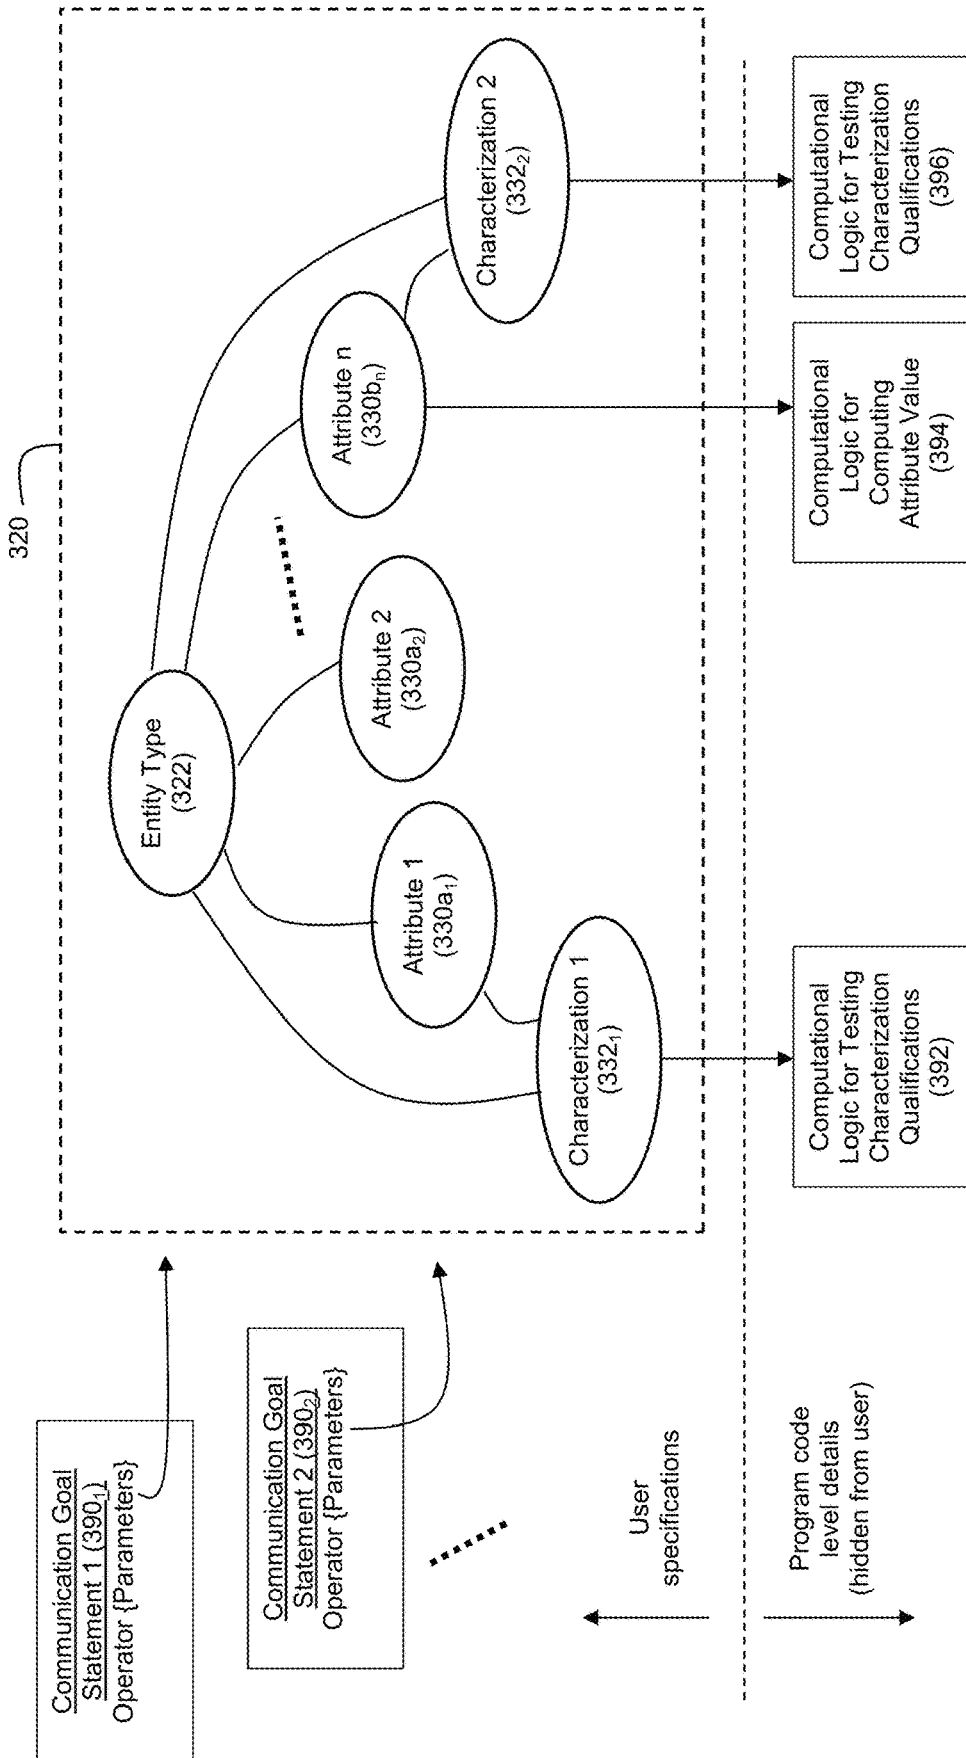 320
Communication Goal
Statement 1 (390₁)
Operator {Parameters}
Communication Goal
Statement 2 (390₂)
Operator {Parameters}
Entity Type
(322)
Attribute 1
(330a₁)
Attribute 2
(330a₂)
Attribute n
(330bₙ)
Characterization 1
(332₁)
Characterization 2
(332₂)
User
specifications
Program code
level details
(hidden from user)
Computational
Logic for Testing
Characterization
Qualifications
(392)
Computational
Logic for
Computing
Attribute Value
(394)
Computational
Logic for Testing
Characterization
Qualifications
(396)